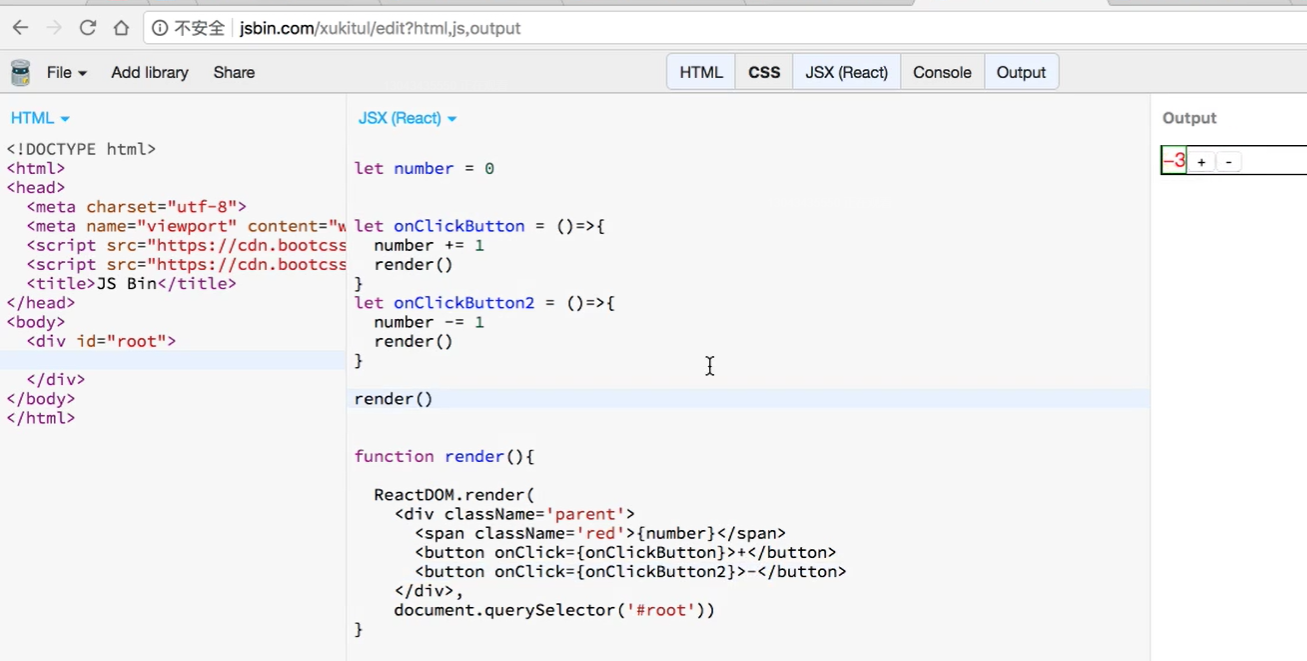 不安全 jsbin.com/xukitul/edit?html,js,output
File Add library Share HTML CSS JSX (React) Console Output
HTML
<!DOCTYPE html>
<html>
<head>
<meta charset="utf-8">
<meta name="viewport" content="w
<script src="https://cdn.bootcss
<script src="https://cdn.bootcss
<title>JS Bin</title>
</head>
<body>
<div id="root">
</div>
</body>
</html>
JSX (React)
let number = 0
let onClickButton = ()=>{
number += 1
render()
}
let onClickButton2 = ()=>{
number -= 1
render()
}
render()
function render(){
ReactDOM.render(
<div className='parent'>
<span className='red'>{number}</span>
<button onClick={onClickButton}>+</button>
<button onClick={onClickButton2}>-</button>
</div>,
document.querySelector('#root'))
}
Output
-3 + -